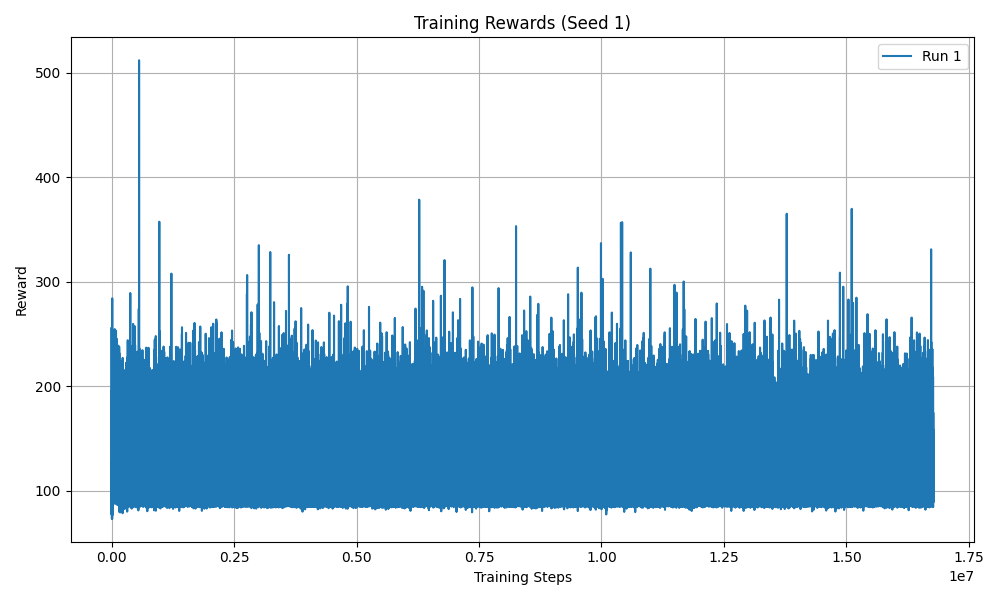 Training Rewards (Seed 1)
Run 1
Reward
500
400
300
200
100
0.00 0.25 0.50 0.75 1.00 1.25 1.50 1.75
1e7
Training Steps